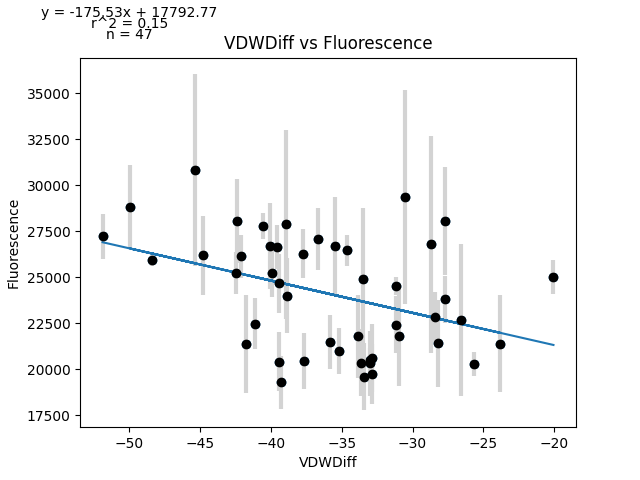 y = -175.53x + 17792.77
r^2 = 0.15
n = 47
VDWDiff vs Fluorescence
35000
32500
30000
27500
25000
22500
20000
17500
Fluorescence
−50
−45
−40
−35
−30
−25
−20
VDWDiff